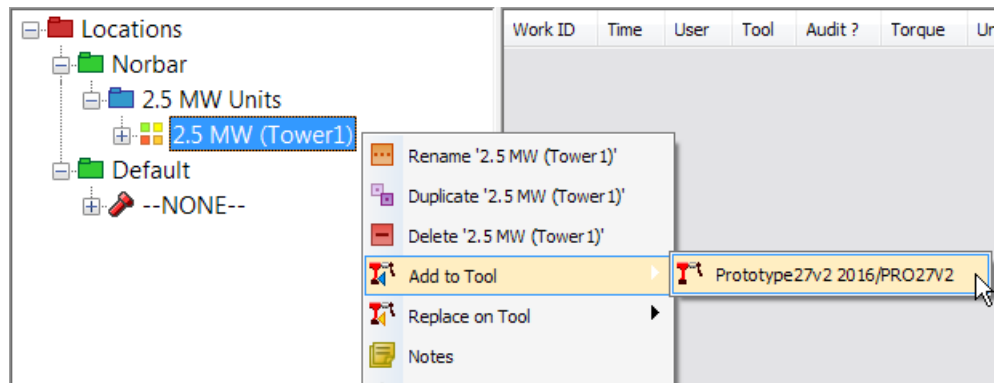 Locations
Norbar
2.5 MW Units
2.5 MW (Tower1)
Default
--NONE--
Work ID Time User Tool Audit ? Torque Un
Rename '2.5 MW (Tower1)'
Duplicate '2.5 MW (Tower1)'
Delete '2.5 MW (Tower1)'
Add to Tool
Replace on Tool
Notes
Prototype27v2 2016/PRO27V2